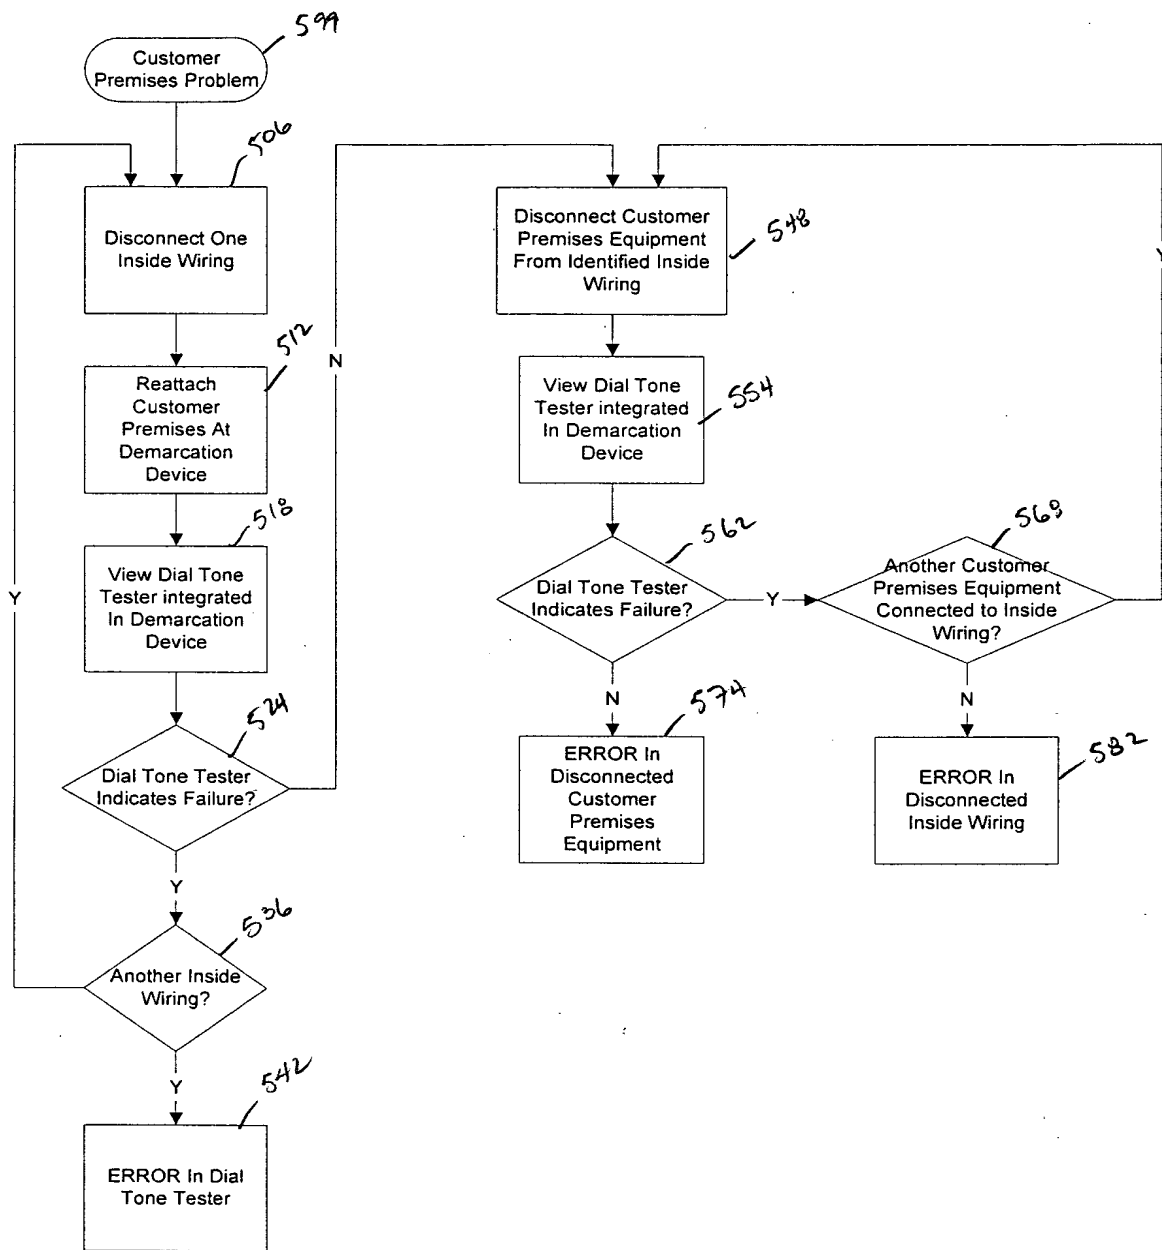 599
Customer
Premises Problem
506
Disconnect One
Inside Wiring
512
Reattach
Customer
Premises At
Demarcation
Device
518
View Dial Tone
Tester integrated
In Demarcation
Device
Y
524
Dial Tone Tester
Indicates Failure?
N
Y
536
Another Inside
Wiring?
Y
542
ERROR In Dial
Tone Tester
548
Disconnect Customer
Premises Equipment
From Identified Inside
Wiring
554
View Dial Tone
Tester integrated
In Demarcation
Device
562
Dial Tone Tester
Indicates Failure?
Y
N
574
ERROR In
Disconnected
Customer
Premises
Equipment
568
Another Customer
Premises Equipment
Connected to Inside
Wiring?
Y
N
582
ERROR In
Disconnected
Inside Wiring